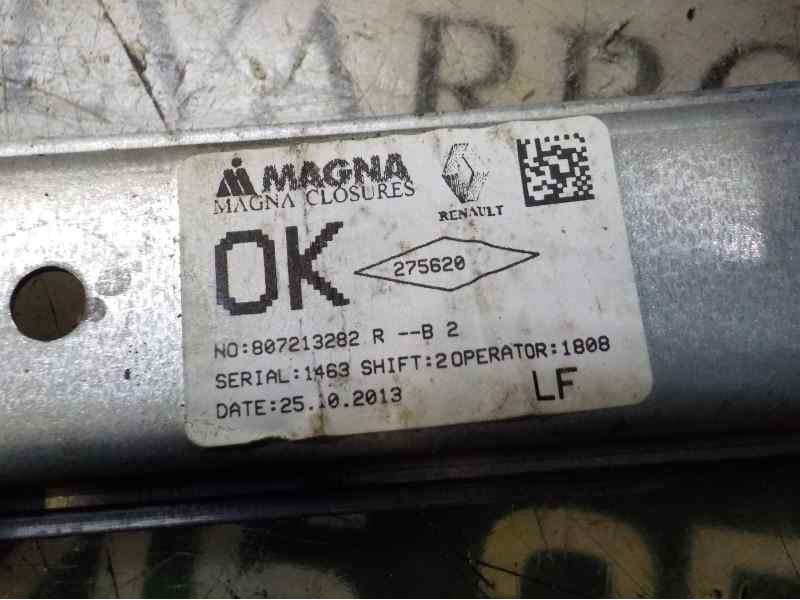 MAGNA
MAGNA CLOSURES
RENAULT
OK
275620
NO:807213282 R --B 2
SERIAL:1463 SHIFT:2 OPERATOR:1808
DATE:25.10.2013
LF